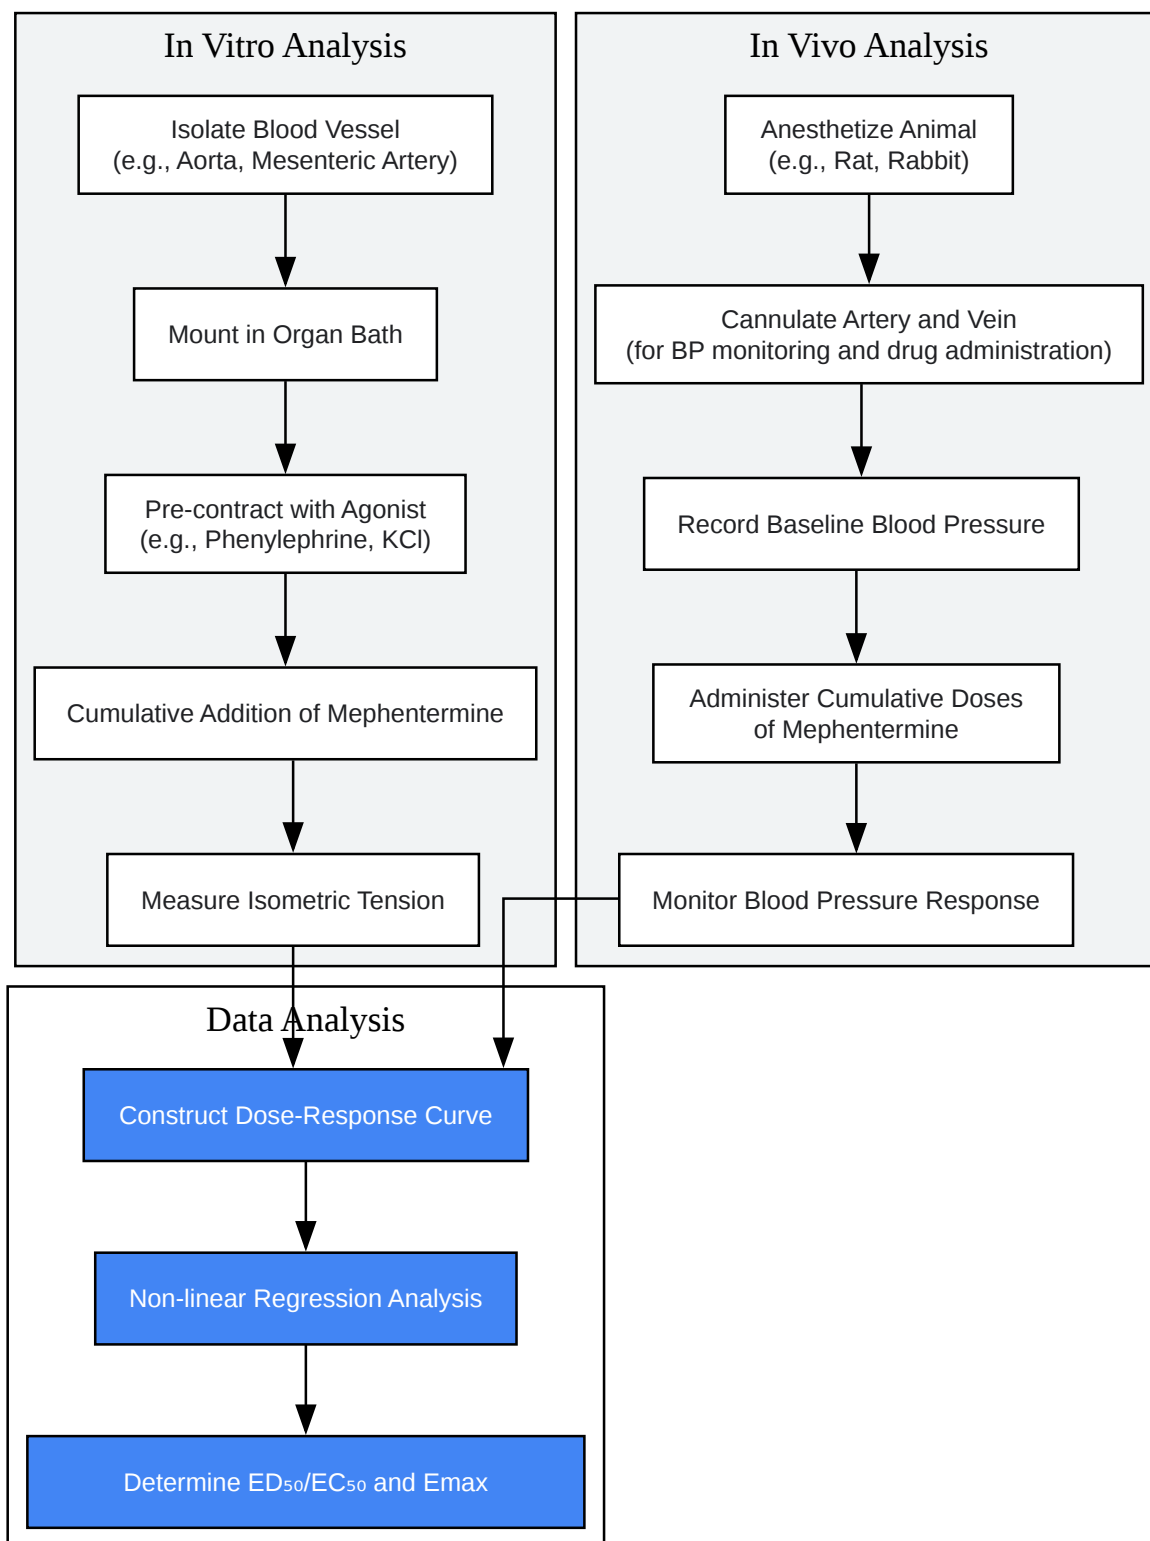 In Vitro Analysis
Isolate Blood Vessel
(e.g., Aorta, Mesenteric Artery)
Mount in Organ Bath
Pre-contract with Agonist
(e.g., Phenylephrine, KCl)
Cumulative Addition of Mephentermine
Measure Isometric Tension
In Vivo Analysis
Anesthetize Animal
(e.g., Rat, Rabbit)
Cannulate Artery and Vein
(for BP monitoring and drug administration)
Record Baseline Blood Pressure
Administer Cumulative Doses
of Mephentermine
Monitor Blood Pressure Response
Data Analysis
Construct Dose-Response Curve
Non-linear Regression Analysis
Determine ED₅₀/EC₅₀ and Emax